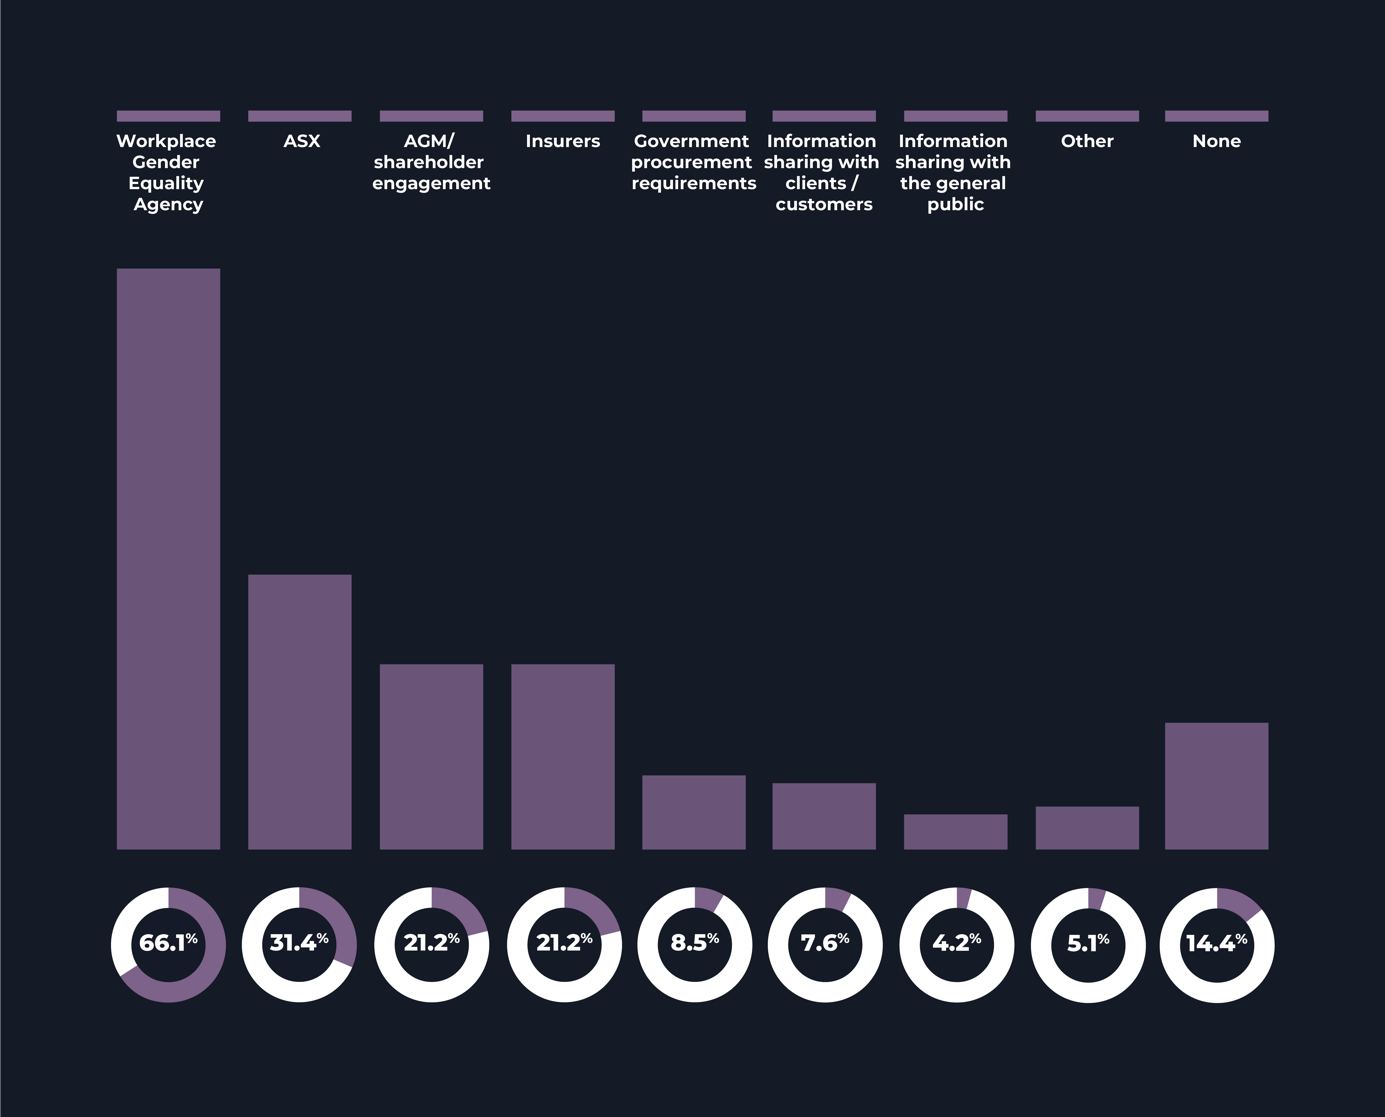 Workplace
Gender
Equality
Agency
ASX
AGM/
shareholder
engagement
Insurers
Government
procurement
requirements
Information
sharing with
clients /
customers
Information
sharing with
the general
public
Other
None
66.1%
31.4%
21.2%
21.2%
8.5%
7.6%
4.2%
5.1%
14.4%